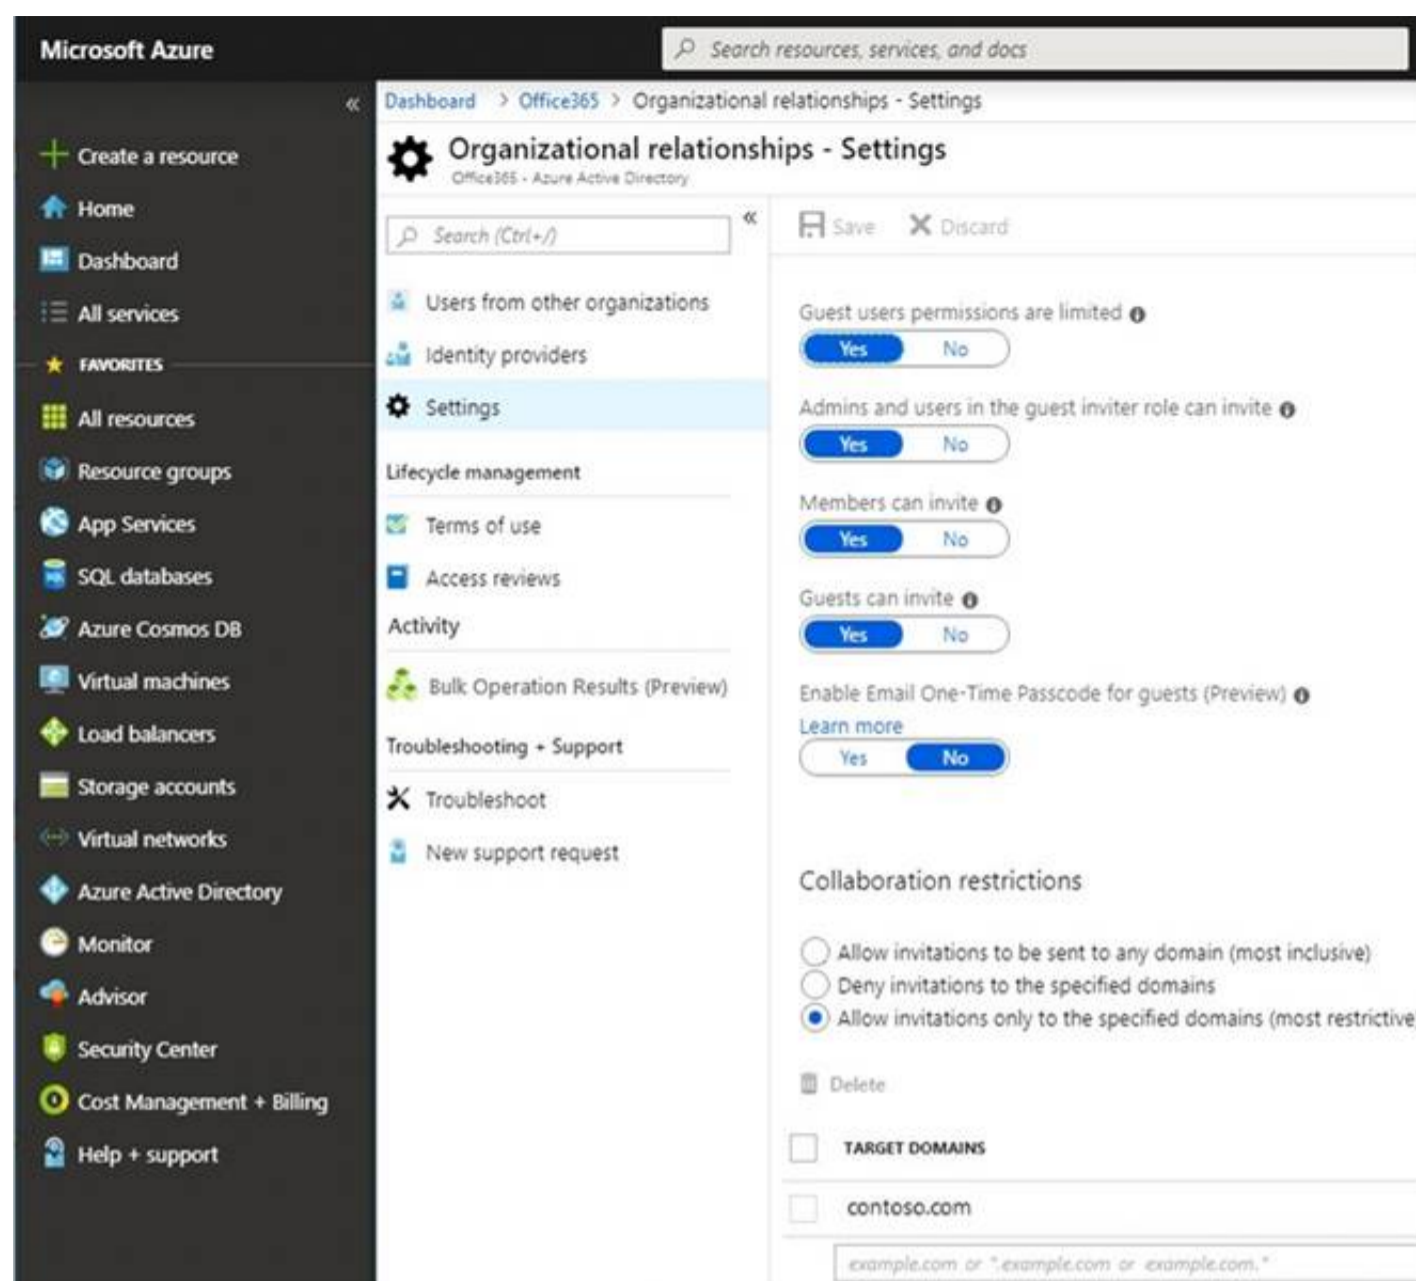 Microsoft Azure
Search resources, services, and docs
Dashboard > Office365 > Organizational relationships - Settings
Organizational relationships - Settings
Office365 - Azure Active Directory
Create a resource
Home
Dashboard
All services
FAVORITES
All resources
Resource groups
App Services
SQL databases
Azure Cosmos DB
Virtual machines
Load balancers
Storage accounts
Virtual networks
Azure Active Directory
Monitor
Advisor
Security Center
Cost Management + Billing
Help + support
Search (Ctrl+/)
Users from other organizations
Identity providers
Settings
Lifecycle management
Terms of use
Access reviews
Activity
Bulk Operation Results (Preview)
Troubleshooting + Support
Troubleshoot
New support request
Save Discard
Guest users permissions are limited
Yes No
Admins and users in the guest inviter role can invite
Yes No
Members can invite
Yes No
Guests can invite
Yes No
Enable Email One-Time Passcode for guests (Preview)
Learn more
Yes No
Collaboration restrictions
Allow invitations to be sent to any domain (most inclusive)
Deny invitations to the specified domains
Allow invitations only to the specified domains (most restrictive
Delete
TARGET DOMAINS
contoso.com
example.com or *.example.com or example.com.*